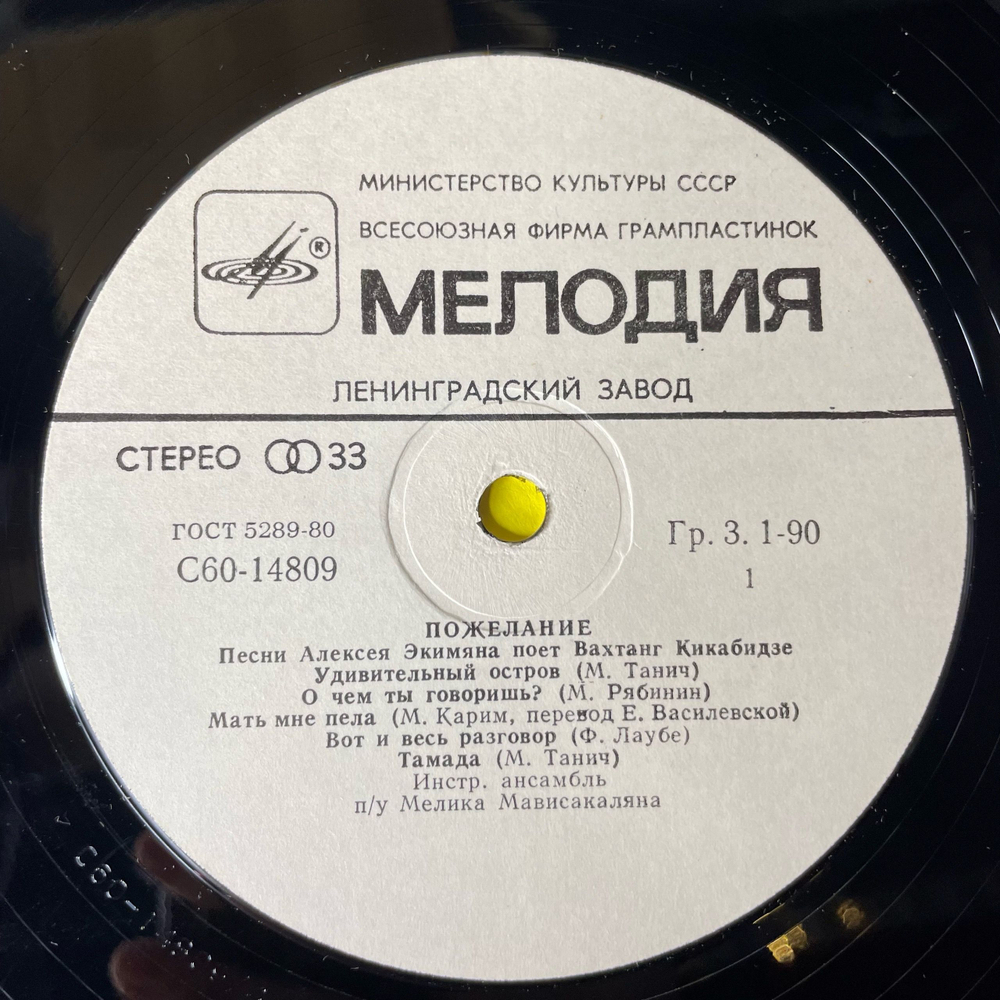 МИНИСТЕРСТВО КУЛЬТУРЫ СССР
ВСЕСОЮЗНАЯ ФИРМА ГРАМПЛАСТИНОК
®
МЕЛОДИЯ
ЛЕНИНГРАДСКИЙ ЗАВОД
СТЕРЕО 33
ГОСТ 5289-80
С60-14809
Гр. 3. 1-90
1
ПОЖЕЛАНИЕ
Песни Алексея Экимяна поет Вахтанг Кикабидзе
Удивительный остров (М. Танич)
О чем ты говоришь? (М. Рябинин)
Мать мне пела (М. Карим, перевод Е. Василевской)
Вот и весь разговор (Ф. Лаубе)
Тамада (М. Танич)
Инстр. ансамбль
п/у Мелика Мависакаляна